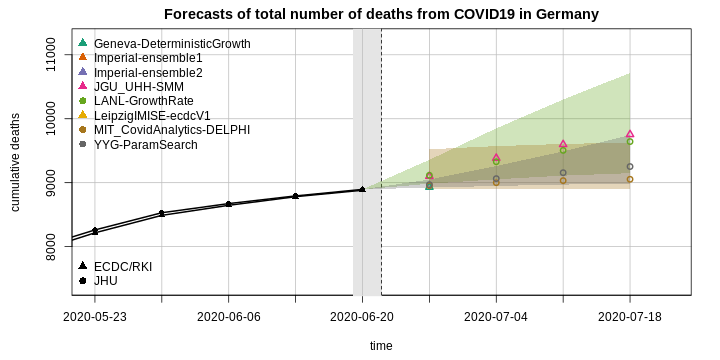 Forecasts of total number of deaths from COVID19 in Germany
cumulative deaths
11000
10000
9000
8000
Geneva-DeterministicGrowth
Imperial-ensemble1
Imperial-ensemble2
JGU_UHH-SMM
LANL-GrowthRate
LeipzigIMISE-ecdcV1
MIT_CovidAnalytics-DELPHI
YYG-ParamSearch
ECDC/RKI
JHU
2020-05-23
2020-06-06
2020-06-20
2020-07-04
2020-07-18
time